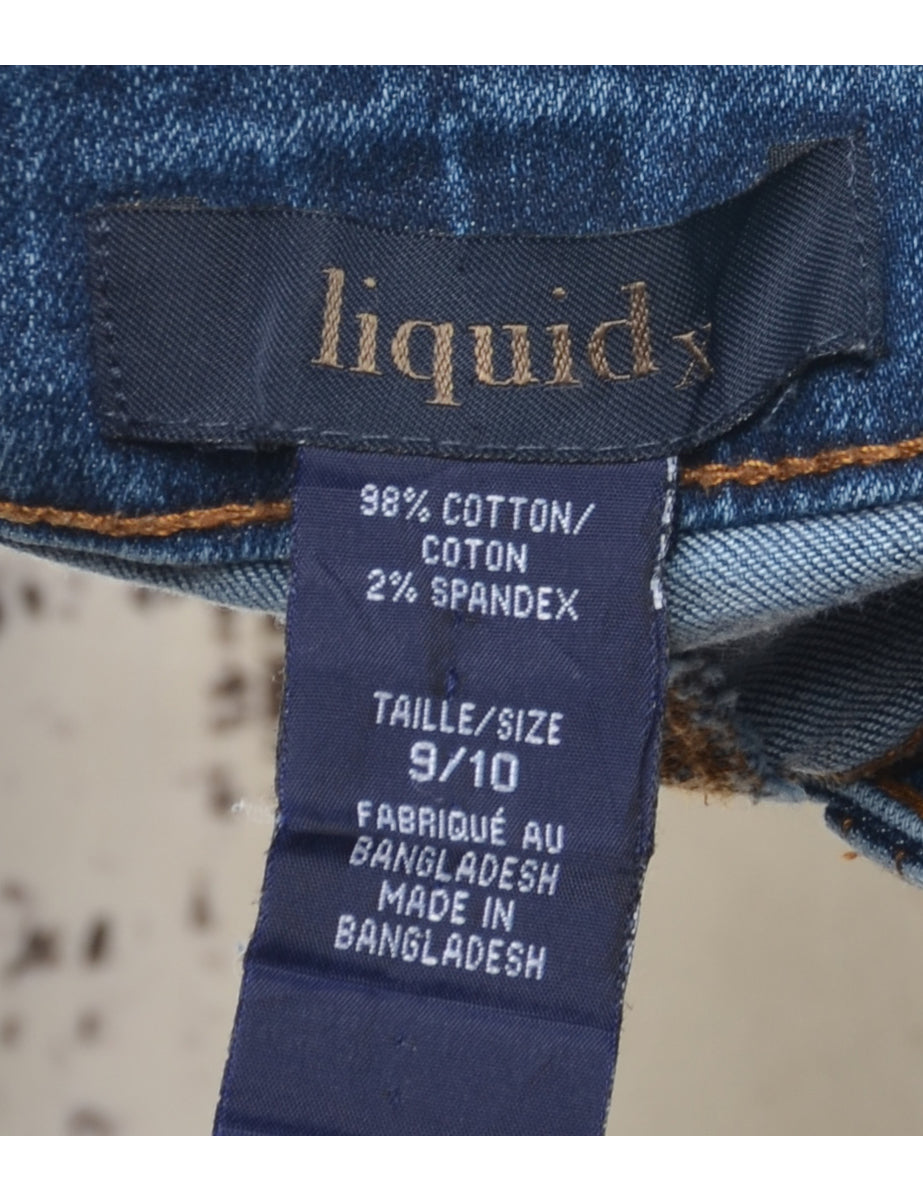 liquid x
98% COTTON/
COTON
2% SPANDEX
TAILLE/SIZE
9/10
FABRIQUÉ AU
BANGLADESH
MADE IN
BANGLADESH